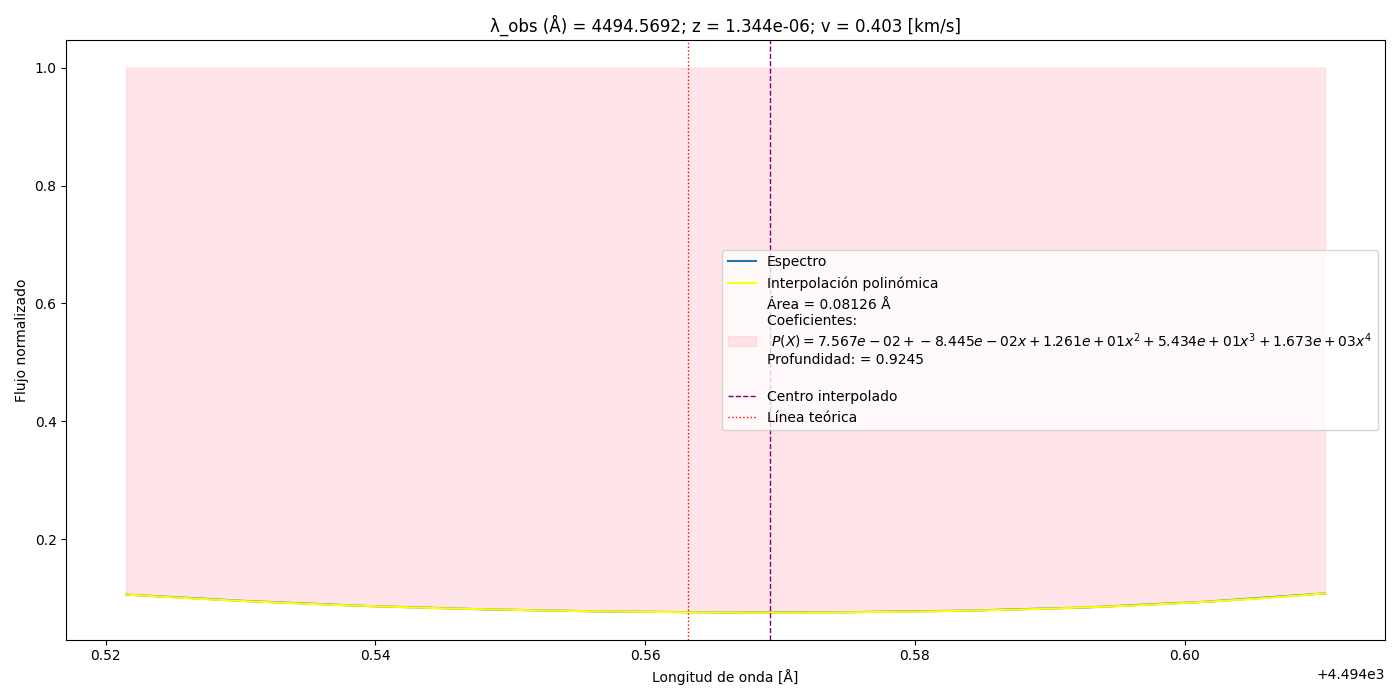 λ_obs (Å) = 4494.5692; z = 1.344e-06; v = 0.403 [km/s]
Flujo normalizado
1.0
0.8
0.6
0.4
0.2
Espectro
Interpolación polinómica
Área = 0.08126 Å
Coeficientes:
P(X) = 7.567e − 02 + −8.445e − 02x + 1.261e + 01x² + 5.434e + 01x³ + 1.673e + 03x⁴
Profundidad: = 0.9245
Centro interpolado
Línea teórica
0.52
0.54
0.56
0.58
0.60
+4.494e3
Longitud de onda [Å]